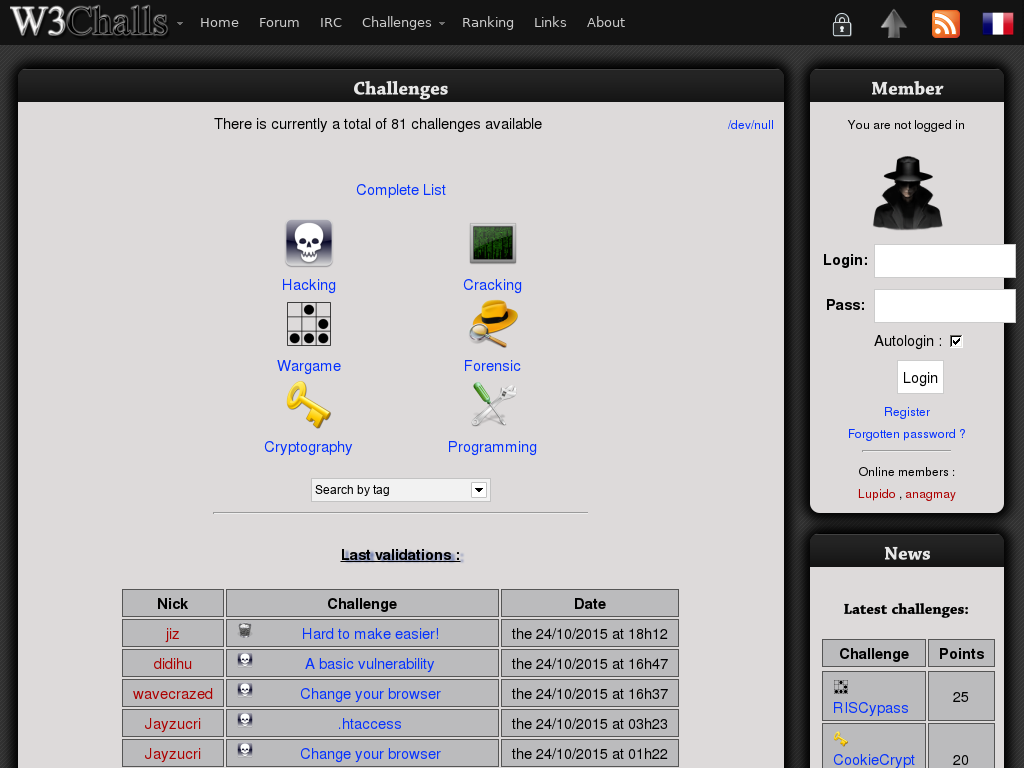 W3Challs Home Forum IRC Challenges Ranking Links About
Challenges
There is currently a total of 81 challenges available /dev/null
Complete List
Hacking Cracking
Wargame Forensic
Cryptography Programming
Search by tag
Last validations :
Nick Challenge Date
jiz Hard to make easier! the 24/10/2015 at 18h12
didihu A basic vulnerability the 24/10/2015 at 16h47
wavecrazed Change your browser the 24/10/2015 at 16h37
Jayzucri .htaccess the 24/10/2015 at 03h23
Jayzucri Change your browser the 24/10/2015 at 01h22
Member
You are not logged in
Login:
Pass:
Autologin :
Login
Register
Forgotten password ?
Online members :
Lupido , anagmay
News
Latest challenges:
Challenge Points
RISCypass 25
CookieCrypt 20